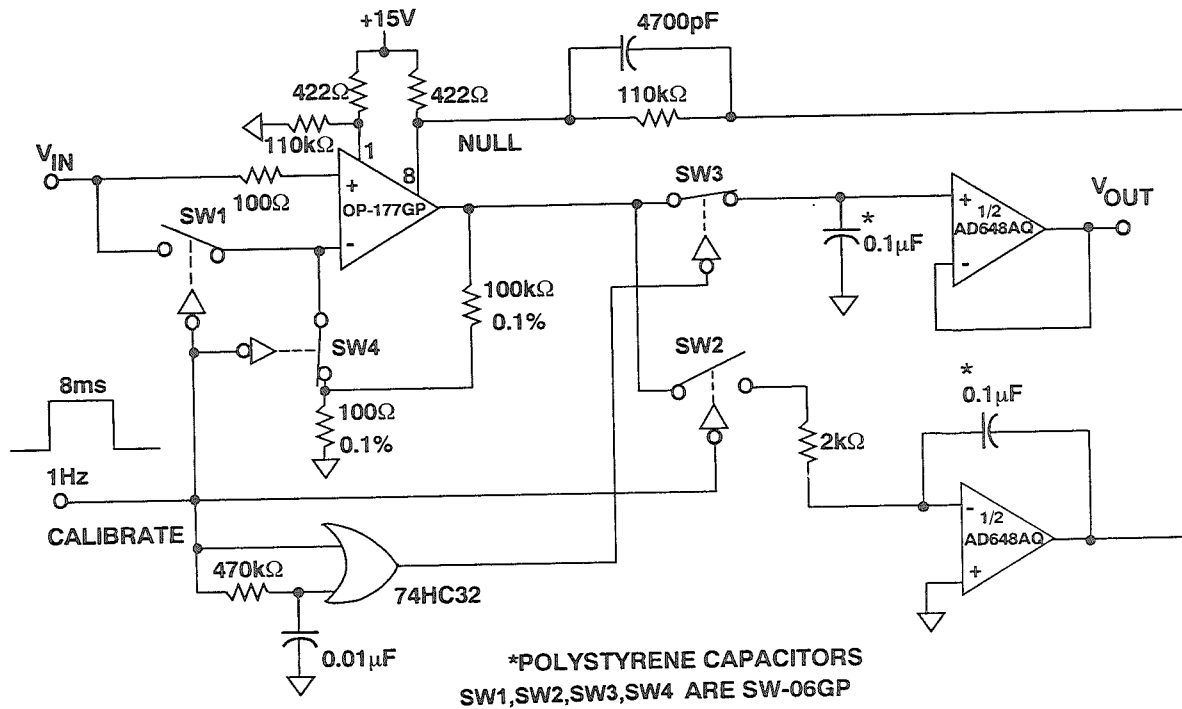 4700pF
+15V
422Ω
422Ω
110kΩ
110kΩ
1
NULL
VIN
8
+
OP-177GP
-
100Ω
SW1
SW3
+
1/2
AD648AQ
-
VOUT
*
0.1μF
100kΩ
0.1%
SW4
SW2
8ms
100Ω
0.1%
*
0.1μF
2kΩ
1Hz
CALIBRATE
-
1/2
AD648AQ
+
470kΩ
74HC32
0.01μF
*POLYSTYRENE CAPACITORS
SW1,SW2,SW3,SW4 ARE SW-06GP